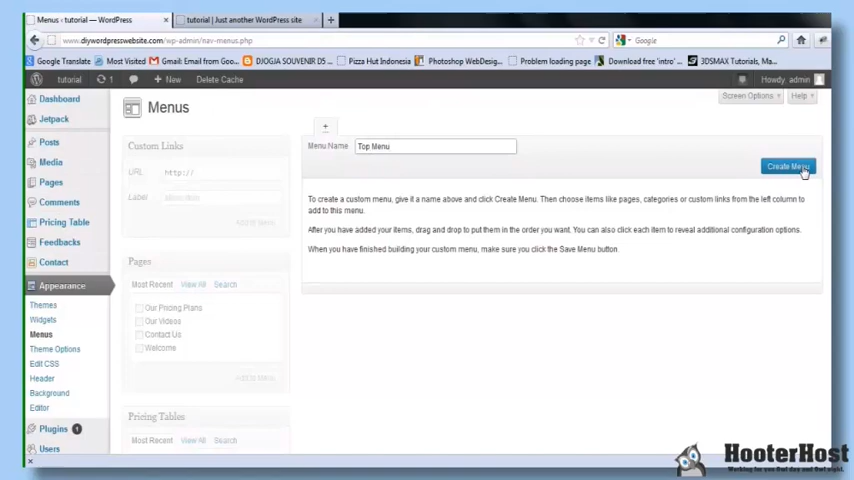 Menus ‹ tutorial — WordPress
tutorial | Just another WordPress site
www.diywordpresswebsite.com/wp-admin/nav-menus.php
Google
Google Translate
Most Visited
Gmail: Email from Goo...
DJOGJA SOUVENIR D5 ...
Pizza Hut Indonesia
Photoshop WebDesig...
Problem loading page
Download free 'intro' ...
3DSMAX Tutorials, Ma...
tutorial
1
+ New
Delete Cache
Howdy, admin
Screen Options
Help
Dashboard
Jetpack
Posts
Media
Pages
Comments
Pricing Table
Feedbacks
Contact
Appearance
Themes
Widgets
Menus
Theme Options
Edit CSS
Header
Background
Editor
Plugins 1
Users
Menus
Custom Links
URL
http://
Label
Menu Item
Add to Menu
Pages
Most Recent
View All
Search
Our Pricing Plans
Our Videos
Contact Us
Welcome
Add to Menu
Pricing Tables
Most Recent
View All
Search
+
Menu Name
Top Menu
Create Menu
To create a custom menu, give it a name above and click Create Menu. Then choose items like pages, categories or custom links from the left column to
add to this menu.
After you have added your items, drag and drop to put them in the order you want. You can also click each item to reveal additional configuration options.
When you have finished building your custom menu, make sure you click the Save Menu button.
HooterHost
Working for you Owl day and Owl night.